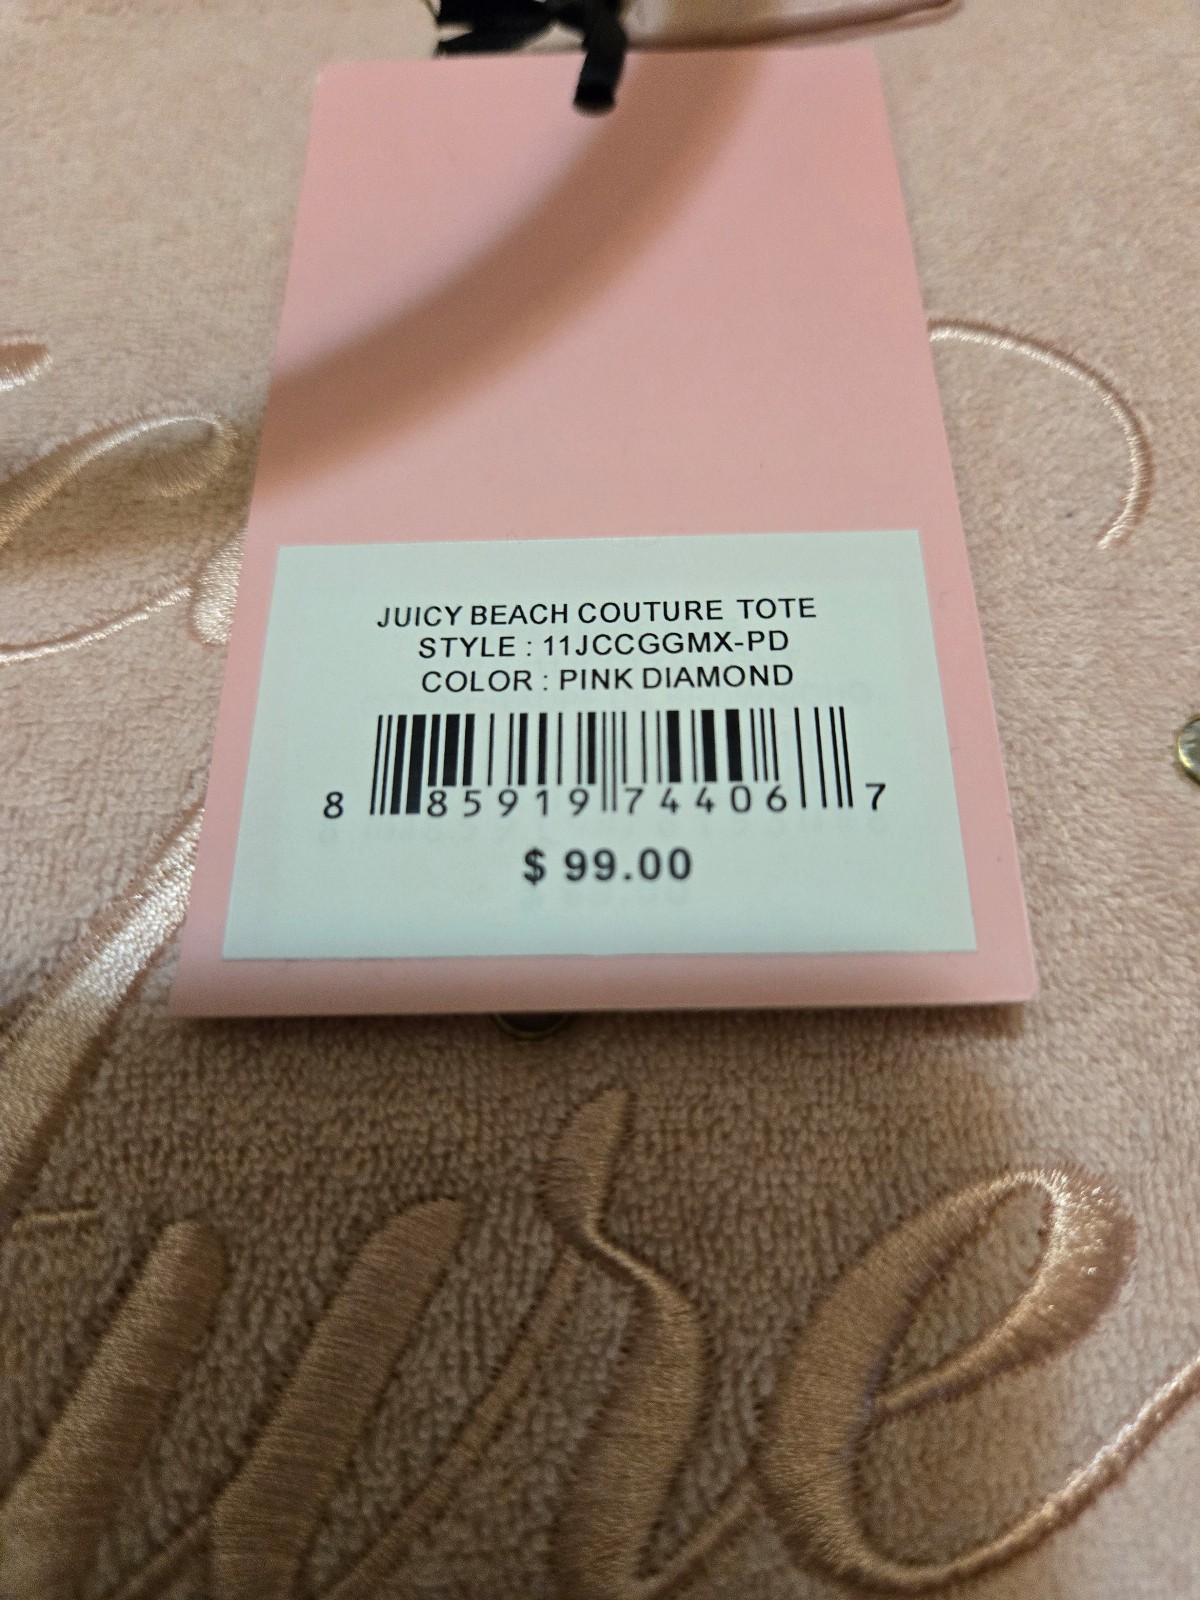 JUICY BEACH COUTURE TOTE
STYLE : 11JCCGGMX-PD
COLOR : PINK DIAMOND
8 85919 74406 7
$ 99.00